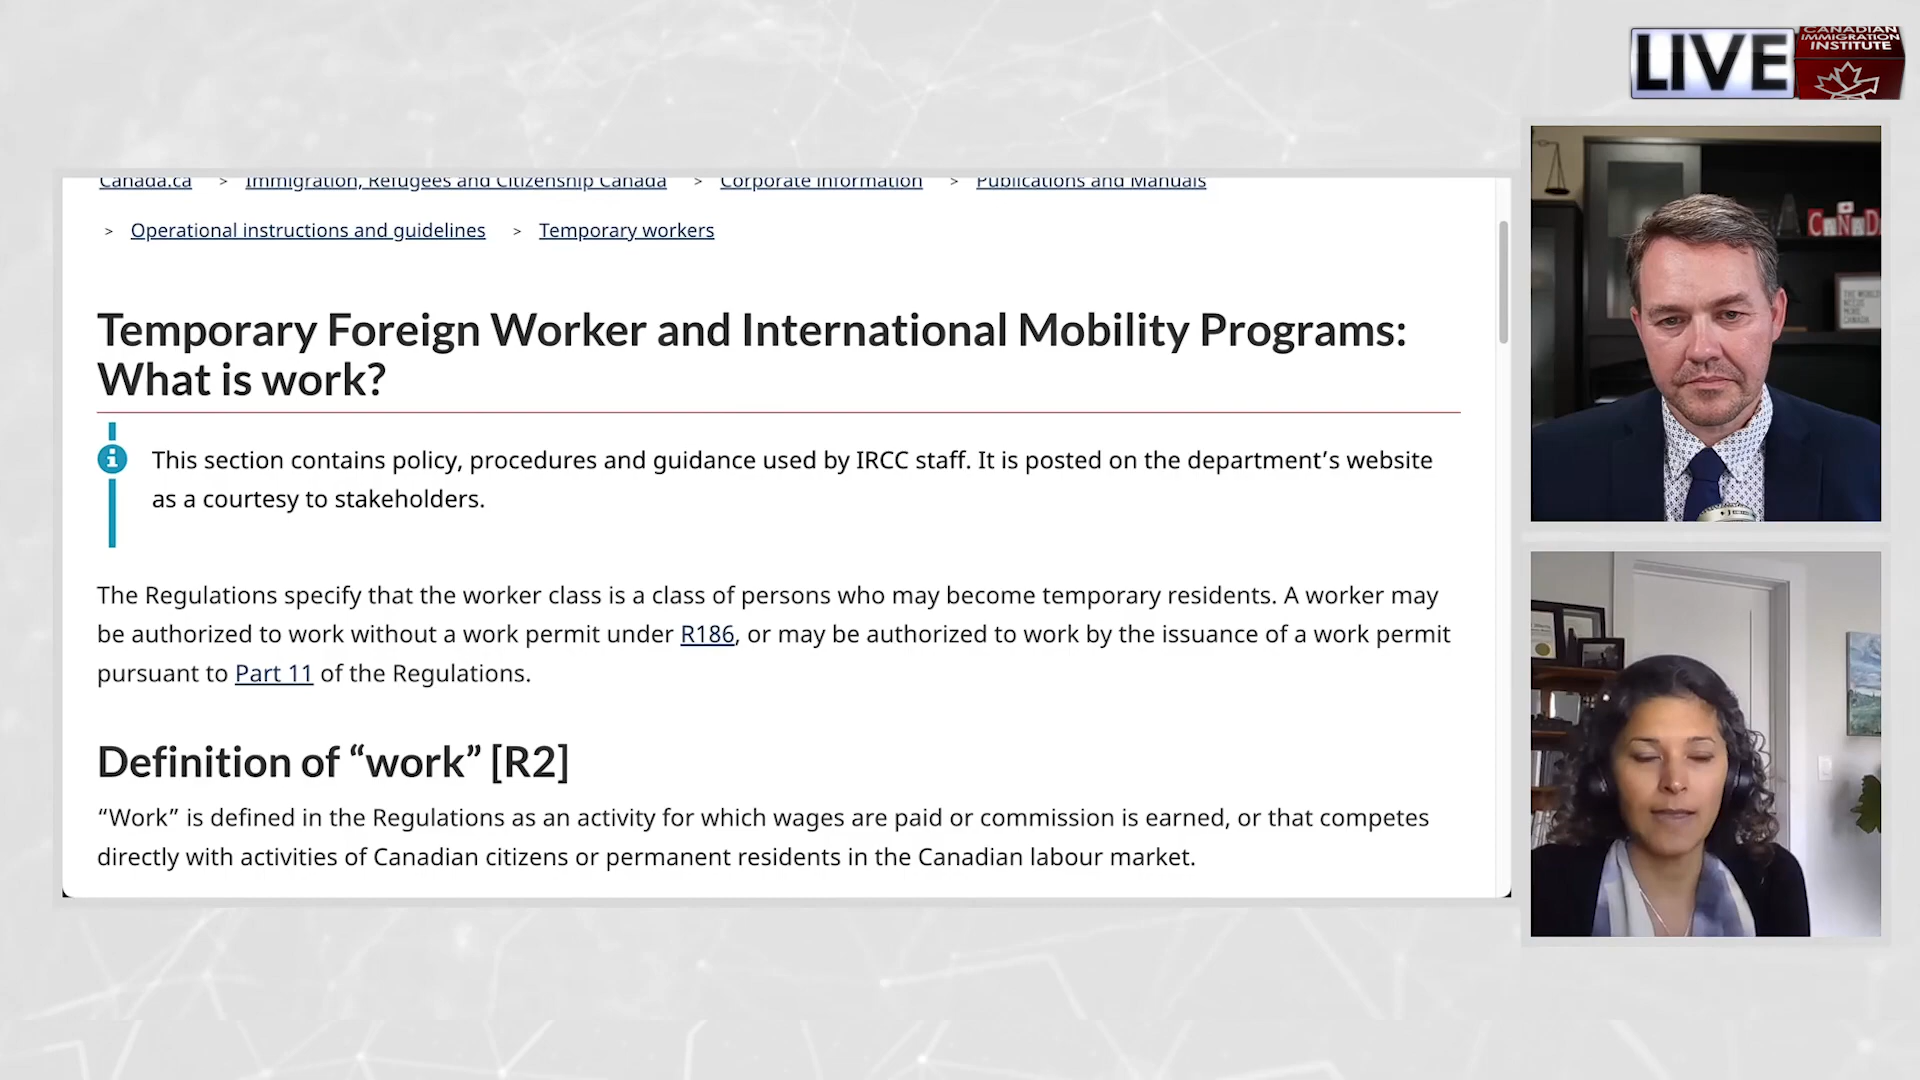 LIVE
CANADIAN
IMMIGRATION
INSTITUTE
Canada.ca > Immigration, Refugees and Citizenship Canada > Corporate information > Publications and Manuals
> Operational instructions and guidelines > Temporary workers
Temporary Foreign Worker and International Mobility Programs:
What is work?
This section contains policy, procedures and guidance used by IRCC staff. It is posted on the department’s website
as a courtesy to stakeholders.
The Regulations specify that the worker class is a class of persons who may become temporary residents. A worker may
be authorized to work without a work permit under R186, or may be authorized to work by the issuance of a work permit
pursuant to Part 11 of the Regulations.
Definition of “work” [R2]
“Work” is defined in the Regulations as an activity for which wages are paid or commission is earned, or that competes
directly with activities of Canadian citizens or permanent residents in the Canadian labour market.
CANAD
THE WORLD
NEEDS
MORE
CANADA